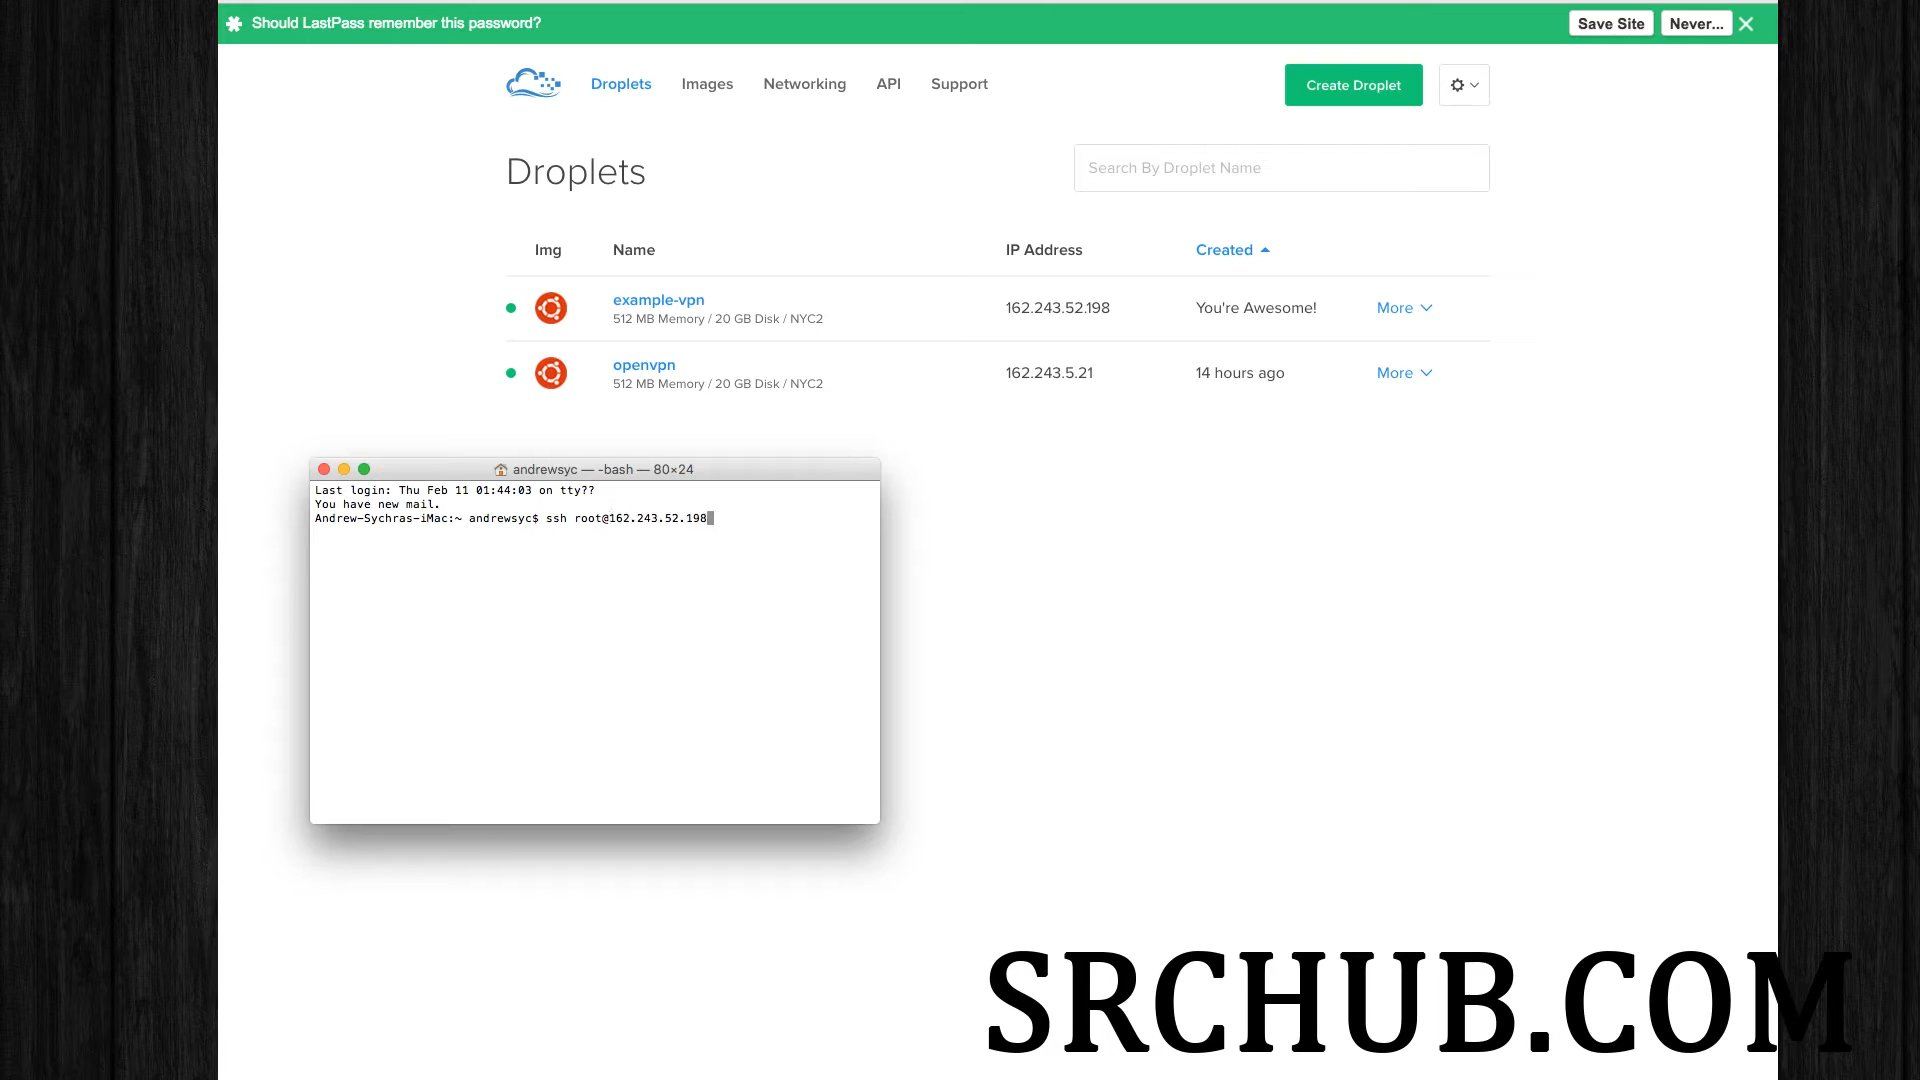 Should LastPass remember this password?
Save Site
Never...
Droplets
Images
Networking
API
Support
Create Droplet
Droplets
Search By Droplet Name
Img
Name
IP Address
Created
example-vpn
512 MB Memory / 20 GB Disk / NYC2
162.243.52.198
You're Awesome!
More
openvpn
512 MB Memory / 20 GB Disk / NYC2
162.243.5.21
14 hours ago
More
andrewsyc — -bash — 80×24
Last login: Thu Feb 11 01:44:03 on tty??
You have new mail.
Andrew-Sychras-iMac:~ andrewsyc$ ssh root@162.243.52.198
SRCHUB.COM